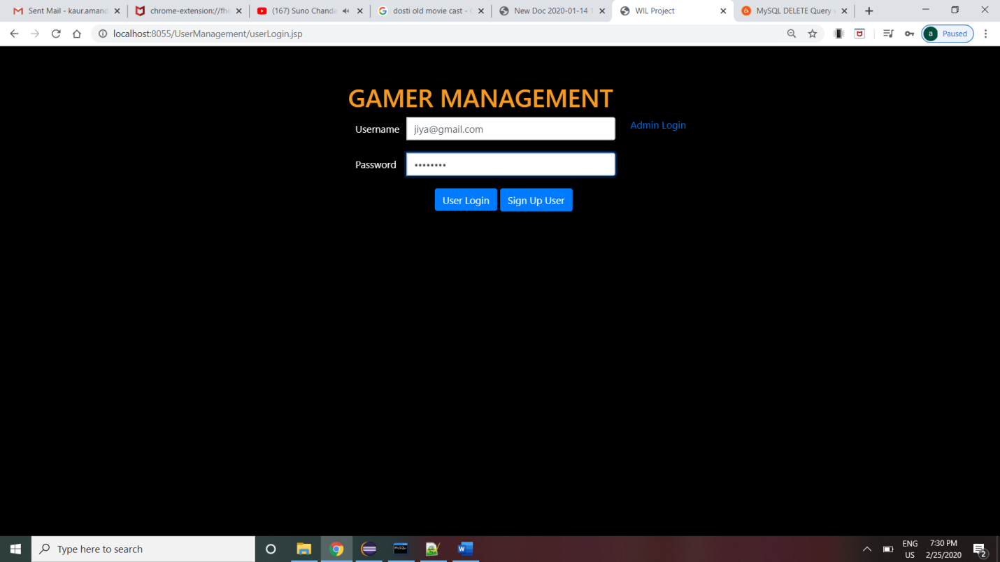 Sent Mail - kaur.amand
chrome-extension://fhe
(167) Suno Chanda
dosti old movie cast - G
New Doc 2020-01-14 1
WIL Project
MySQL DELETE Query
localhost:8055/UserManagement/userLogin.jsp
a Paused
GAMER MANAGEMENT
Username jiya@gmail.com Admin Login
Password ••••••••
User Login Sign Up User
Type here to search
ENG 7:30 PM
US 2/25/2020
2